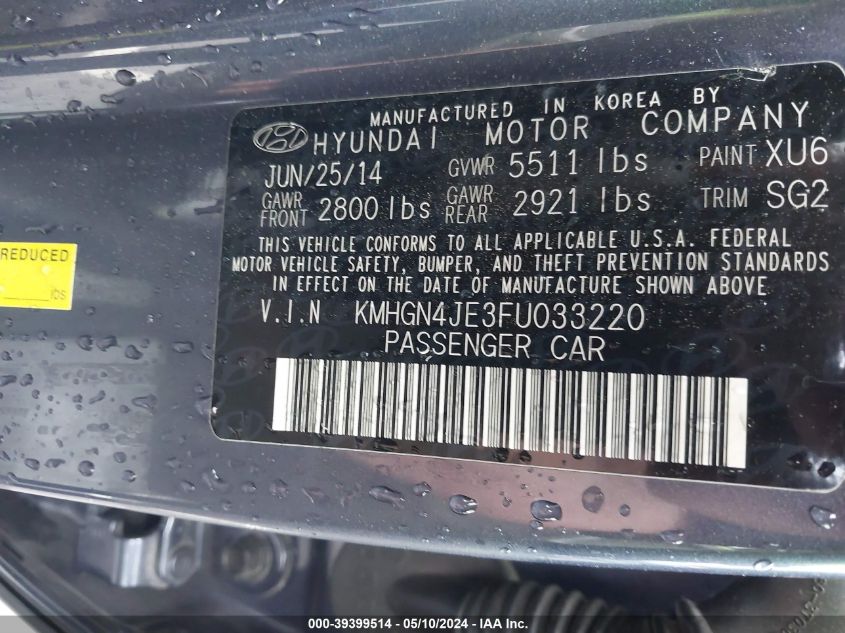 MANUFACTURED IN KOREA BY
HYUNDAI MOTOR COMPANY
JUN/25/14 GVWR 5511 lbs PAINT XU6
GAWR FRONT 2800 lbs GAWR REAR 2921 lbs TRIM SG2
THIS VEHICLE CONFORMS TO ALL APPLICABLE U.S.A. FEDERAL
MOTOR VEHICLE SAFETY, BUMPER, AND THEFT PREVENTION STANDARDS
IN EFFECT ON THE DATE OF MANUFACTURE SHOWN ABOVE
V.I.N KMHGN4JE3FU033220
PASSENGER CAR
REDUCED
lbs
000-39399514 — 05/10/2024 — IAA Inc.